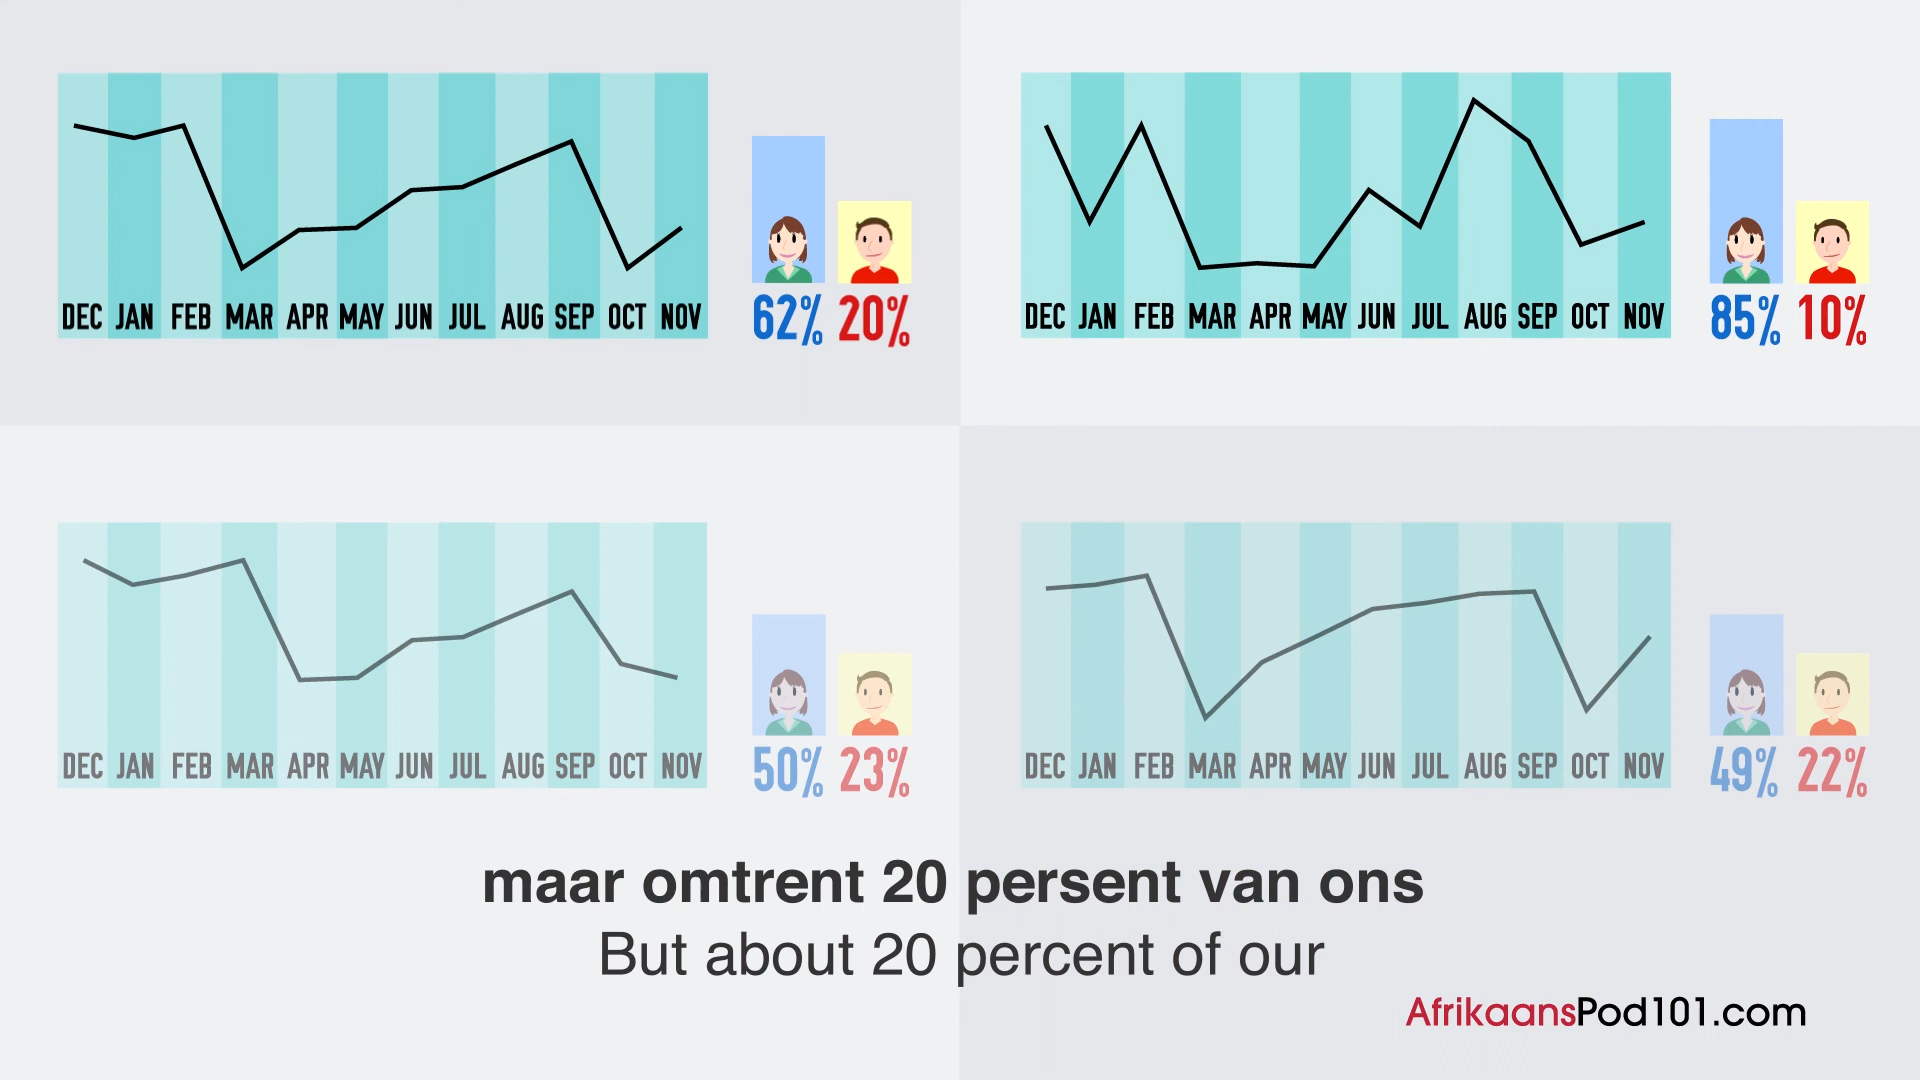 DEC JAN FEB MAR APR MAY JUN JUL AUG SEP OCT NOV
62% 20%
DEC JAN FEB MAR APR MAY JUN JUL AUG SEP OCT NOV
85% 10%
DEC JAN FEB MAR APR MAY JUN JUL AUG SEP OCT NOV
50% 23%
DEC JAN FEB MAR APR MAY JUN JUL AUG SEP OCT NOV
49% 22%
maar omtrent 20 persent van ons
But about 20 percent of our
AfrikaansPod101.com